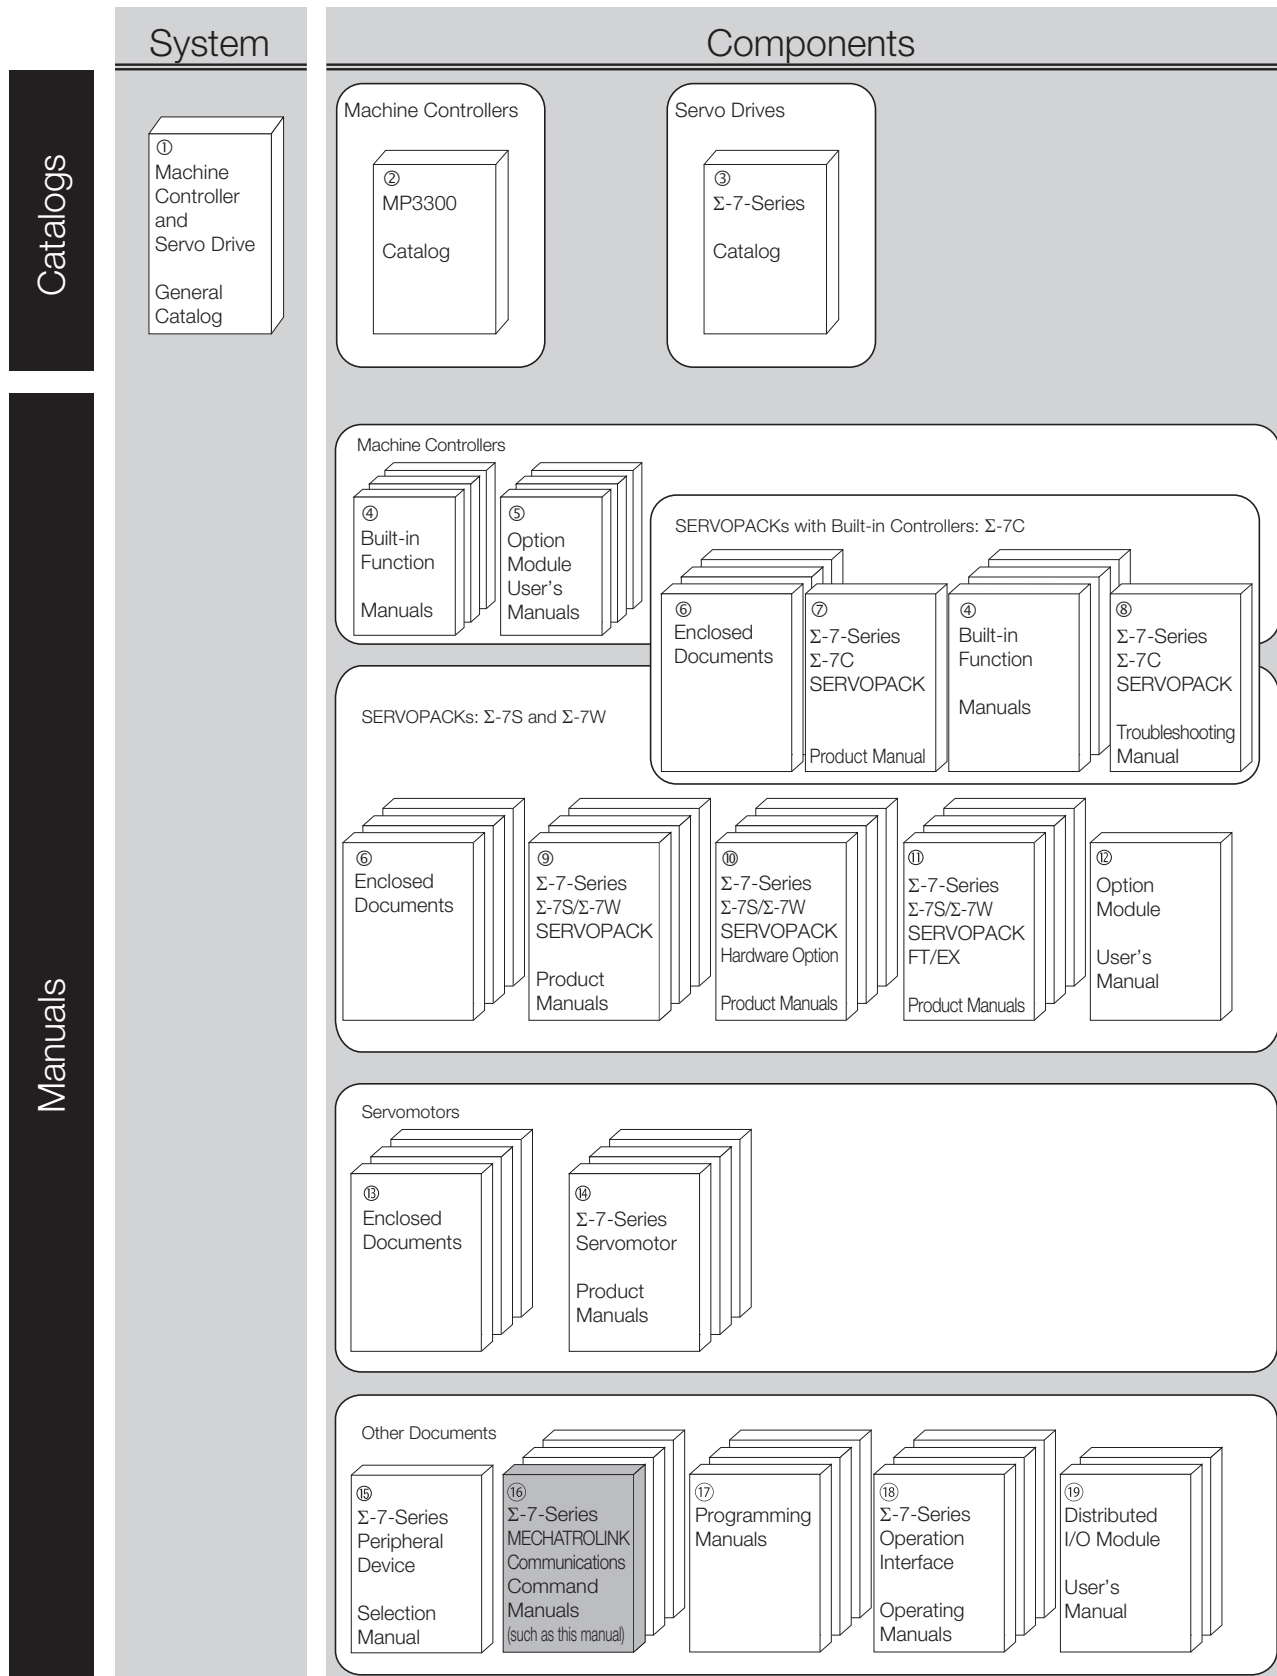 System
Components
Catalogs
①
Machine
Controller
and
Servo Drive
General
Catalog
Machine Controllers
②
MP3300
Catalog
Servo Drives
③
Σ-7-Series
Catalog
Manuals
Machine Controllers
④
Built-in
Function
Manuals
⑤
Option
Module
User's
Manuals
SERVOPACKs with Built-in Controllers: Σ-7C
⑥
Enclosed
Documents
⑦
Σ-7-Series
Σ-7C
SERVOPACK
Product Manual
④
Built-in
Function
Manuals
⑧
Σ-7-Series
Σ-7C
SERVOPACK
Troubleshooting
Manual
SERVOPACKs: Σ-7S and Σ-7W
⑥
Enclosed
Documents
⑨
Σ-7-Series
Σ-7S/Σ-7W
SERVOPACK
Product
Manuals
⑩
Σ-7-Series
Σ-7S/Σ-7W
SERVOPACK
Hardware Option
Product Manuals
⑪
Σ-7-Series
Σ-7S/Σ-7W
SERVOPACK
FT/EX
Product Manuals
⑫
Option
Module
User's
Manual
Servomotors
⑬
Enclosed
Documents
⑭
Σ-7-Series
Servomotor
Product
Manuals
Other Documents
⑮
Σ-7-Series
Peripheral
Device
Selection
Manual
⑯
Σ-7-Series
MECHATROLINK
Communications
Command
Manuals
(such as this manual)
⑰
Programming
Manuals
⑱
Σ-7-Series
Operation
Interface
Operating
Manuals
⑲
Distributed
I/O Module
User's
Manual